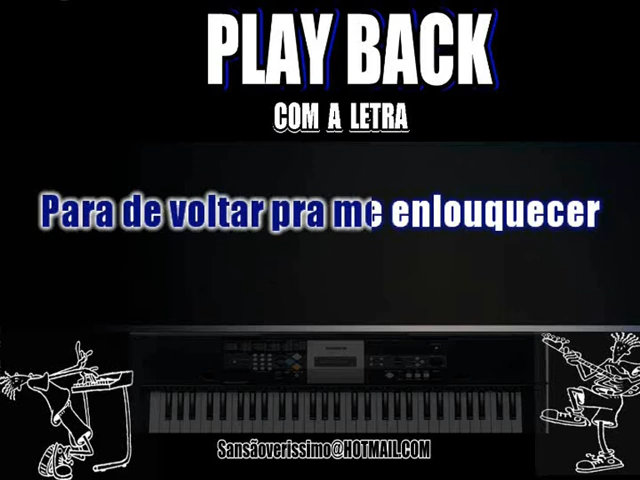 PLAY BACK
COM A LETRA
Para de voltar pra me enlouquecer
Sansãoverissimo@HOTMAIL.COM